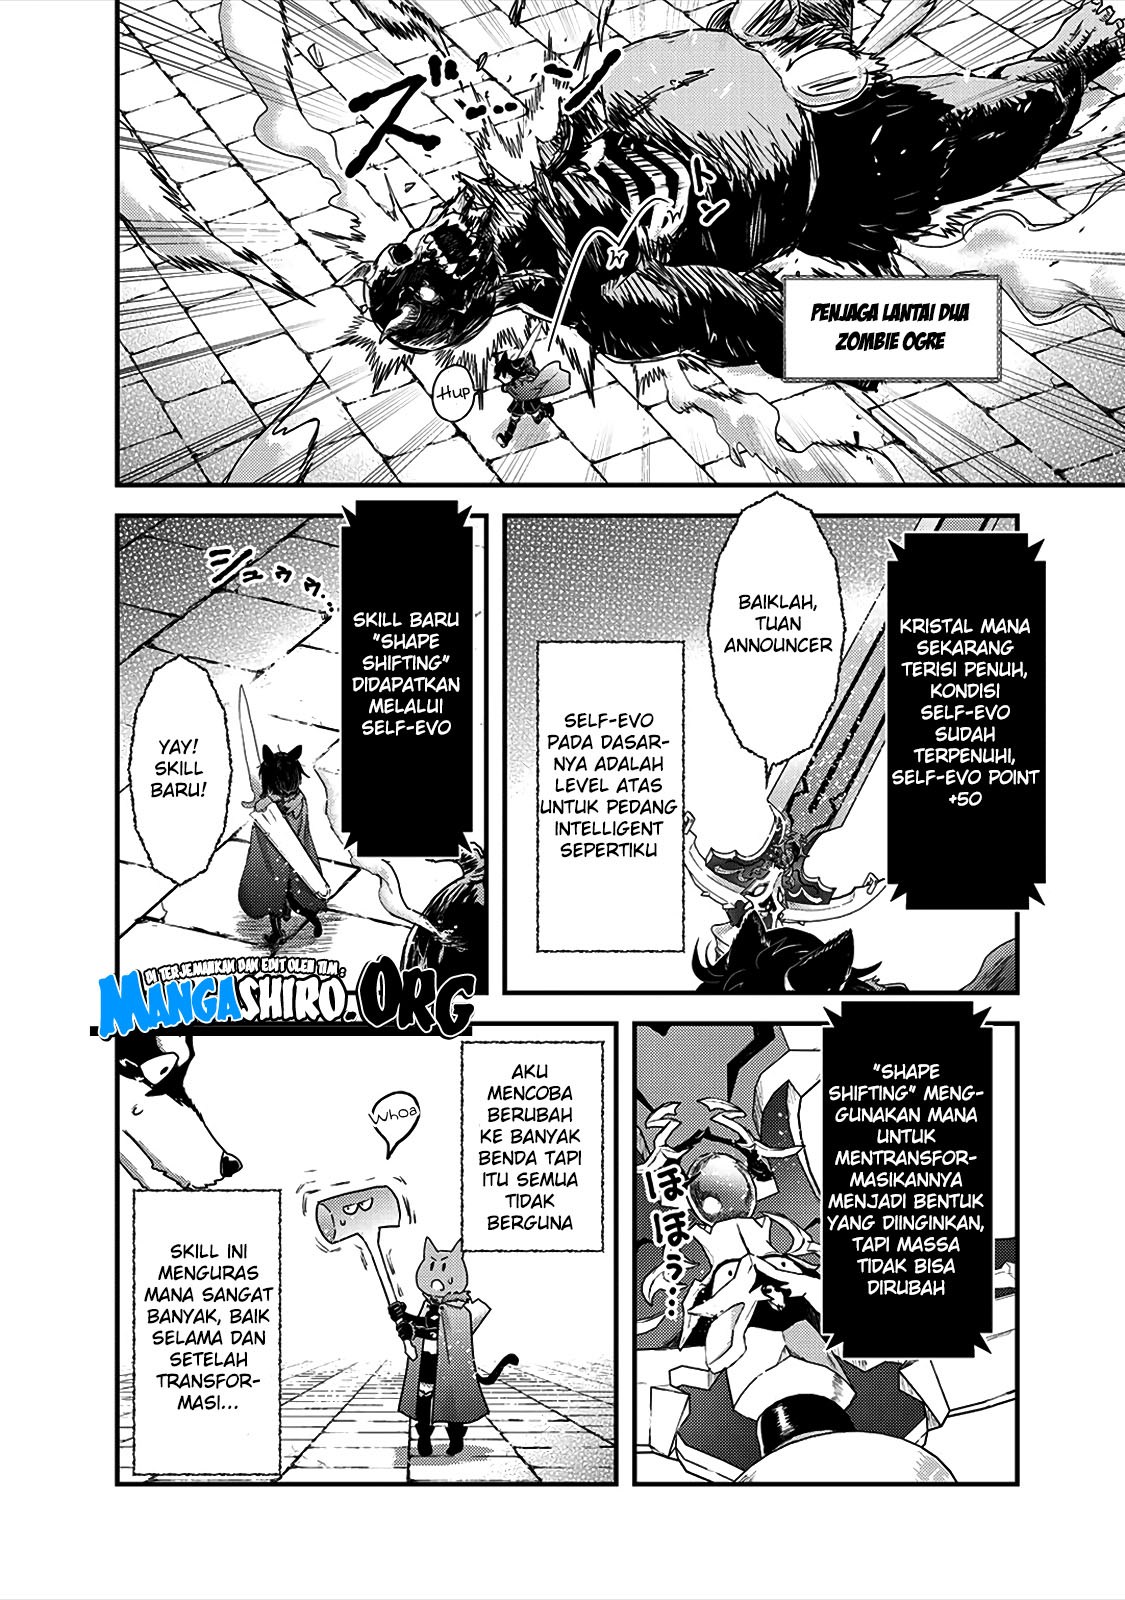 ズドーン
トン
PENJAGA LANTAI DUA
ZOMBIE OGRE
Hup
KRISTAL MANA
SEKARANG
TERISI PENUH,
KONDISI
SELF-EVO
SUDAH
TERPENUHI,
SELF-EVO POINT
+50
BAIKLAH,
TUAN
ANNOUNCER
SELF-EVO
PADA DASAR-
NYA ADALAH
LEVEL ATAS
UNTUK PEDANG
INTELLIGENT
SEPERTIKU
SKILL BARU
"SHAPE
SHIFTING"
DIDAPATKAN
MELALUI
SELF-EVO
YAY!
SKILL
BARU!
DI TERJEMAHKAN DAN EDIT OLEH TIM :
MANGASHIRO.ORG
"SHAPE
SHIFTING" MENG-
GUNAKAN MANA
UNTUK
MENTRANSFOR-
MASIKANNYA
MENJADI BENTUK
YANG DIINGINKAN,
TAPI MASSA
TIDAK BISA
DIRUBAH
ほほぅ…
AKU
MENCOBA
BERUBAH
KE BANYAK
BENDA TAPI
ITU SEMUA
TIDAK
BERGUNA
Whoa
SKILL INI
MENGURAS
MANA SANGAT
BANYAK, BAIK
SELAMA DAN
SETELAH
TRANSFOR-
MASI...